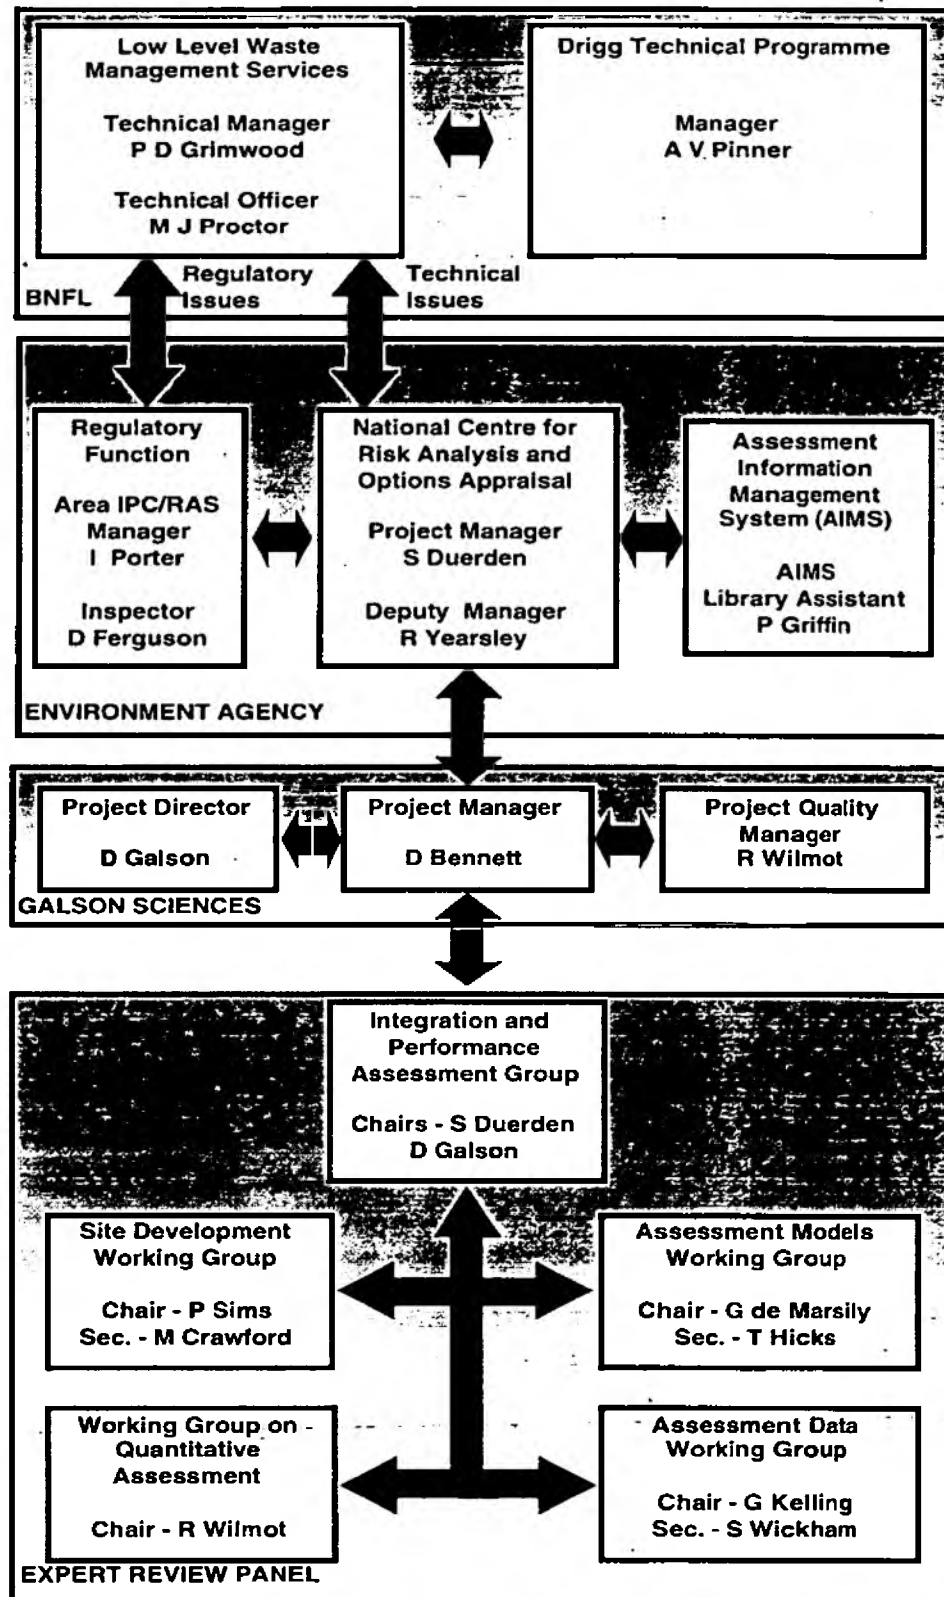 Low Level Waste
Management Services
Technical Manager
P D Grimwood
Technical Officer
M J Proctor
Drigg Technical Programme
Manager
A V Pinner
Regulatory
Issues
Technical
Issues
BNFL
Regulatory
Function
Area IPC/RAS
Manager
I Porter
Inspector
D Ferguson
National Centre for
Risk Analysis and
Options Appraisal
Project Manager
S Duerden
Deputy Manager
R Yearsley
Assessment
Information
Management
System (AIMS)
AIMS
Library Assistant
P Griffin
ENVIRONMENT AGENCY
Project Director
D Galson
Project Manager
D Bennett
Project Quality
Manager
R Wilmot
GALSON SCIENCES
Integration and
Performance
Assessment Group
Chairs - S Duerden
D Galson
Site Development
Working Group
Chair - P Sims
Sec. - M Crawford
Assessment Models
Working Group
Chair - G de Marsily
Sec. - T Hicks
Working Group on
Quantitative
Assessment
Chair - R Wilmot
Assessment Data
Working Group
Chair - G Kelling
Sec. - S Wickham
EXPERT REVIEW PANEL